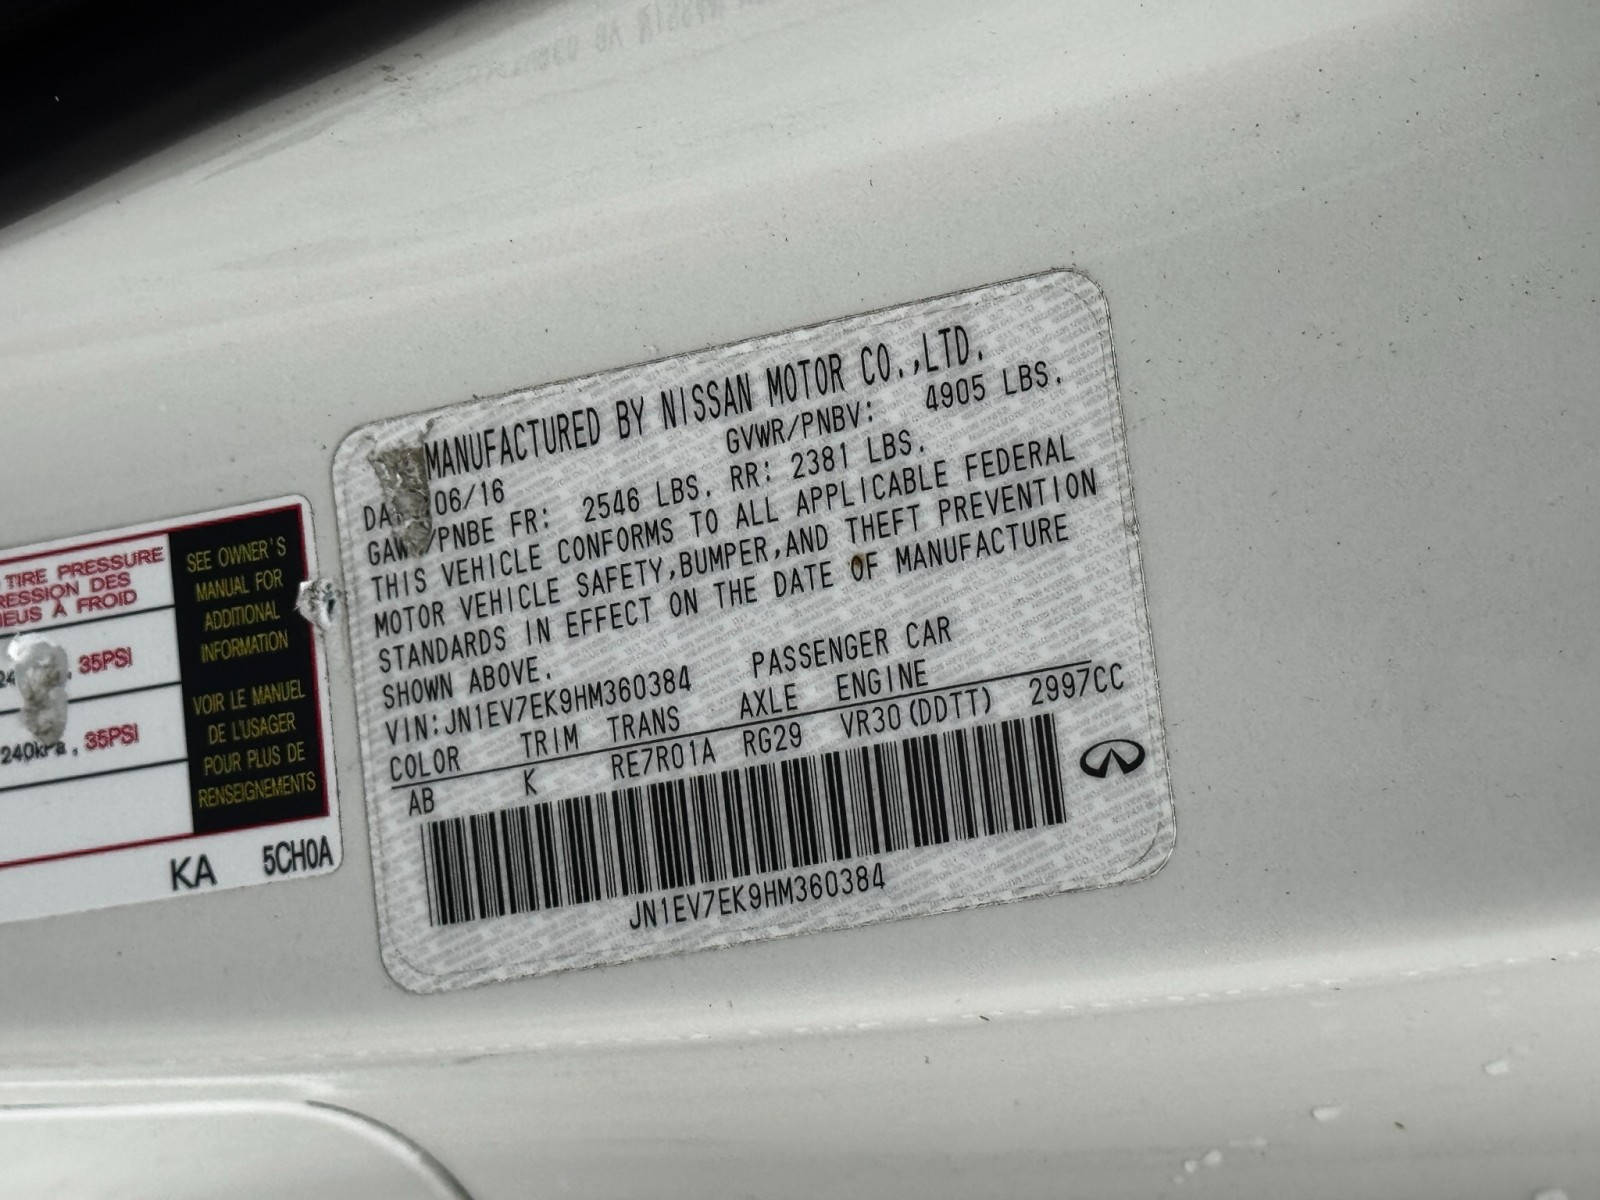 MANUFACTURED BY NISSAN MOTOR CO.,LTD.
06/16 GVWR/PNBV: 4905 LBS.
/PNBE FR: 2546 LBS. RR: 2381 LBS.
THIS VEHICLE CONFORMS TO ALL APPLICABLE FEDERAL
MOTOR VEHICLE SAFETY,BUMPER,AND THEFT PREVENTION
STANDARDS IN EFFECT ON THE DATE OF MANUFACTURE
SHOWN ABOVE.
VIN:JN1EV7EK9HM360384 PASSENGER CAR
COLOR TRIM TRANS AXLE ENGINE
AB K RE7R01A RG29 VR30(DDTT) 2997CC
JN1EV7EK9HM360384
TIRE PRESSURE
DES
À FROID
35PSI
35PSI
SEE OWNER'S
MANUAL FOR
ADDITIONAL
INFORMATION
VOIR LE MANUEL
DE L'USAGER
POUR PLUS DE
RENSEIGNEMENTS
KA 5CH0A